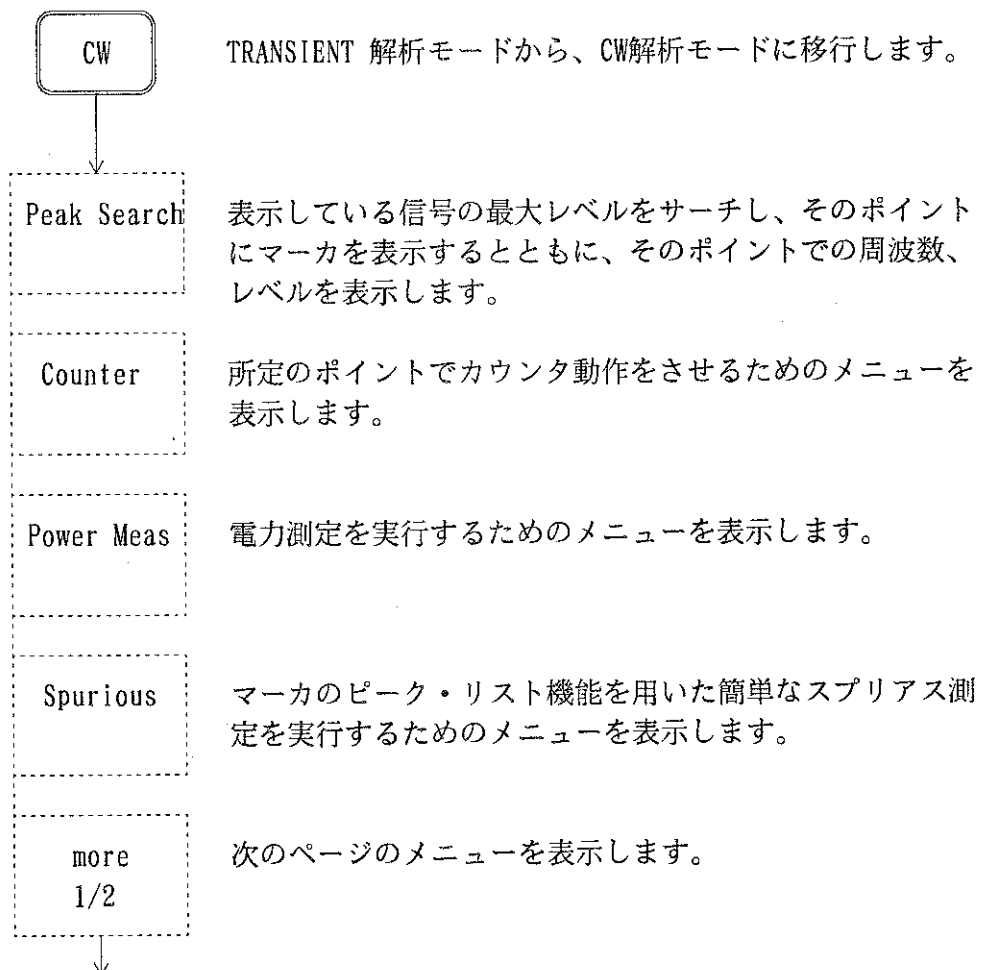 CW
TRANSIENT 解析モードから、CW解析モードに移行します。
Peak Search
表示している信号の最大レベルをサーチし、そのポイント
にマーカを表示するとともに、そのポイントでの周波数、
レベルを表示します。
Counter
所定のポイントでカウンタ動作をさせるためのメニューを
表示します。
Power Meas
電力測定を実行するためのメニューを表示します。
Spurious
マーカのピーク・リスト機能を用いた簡単なスプリアス測
定を実行するためのメニューを表示します。
more
1/2
次のページのメニューを表示します。